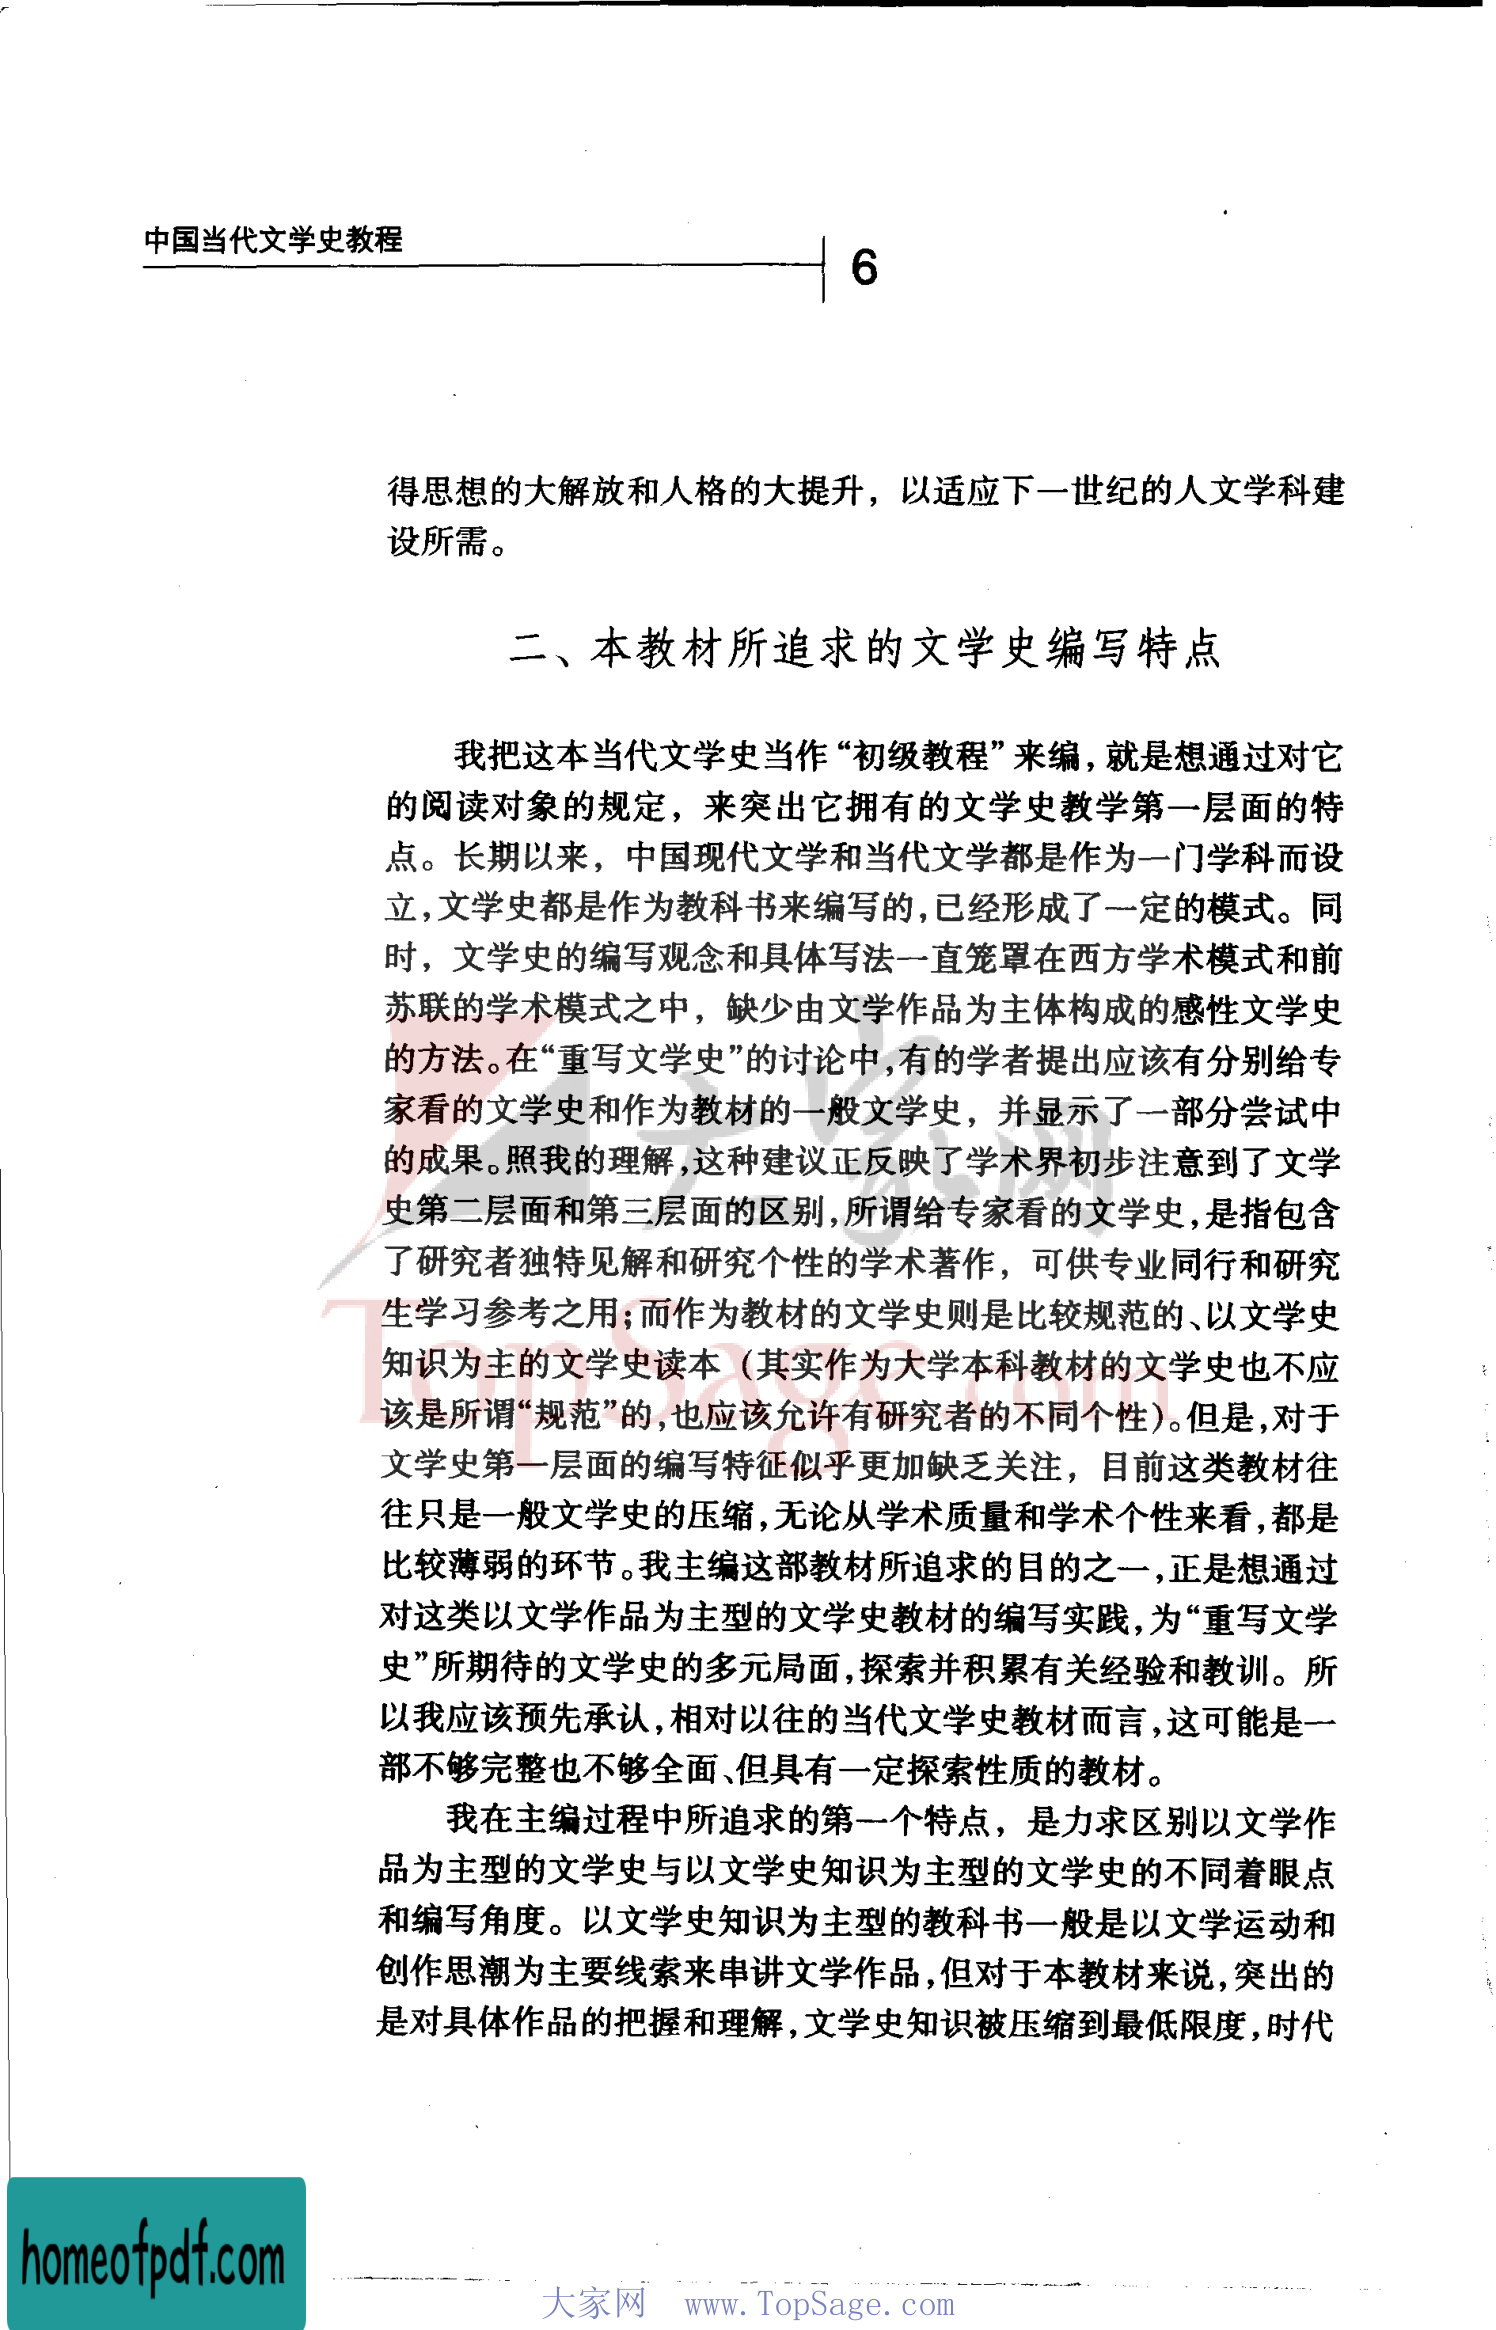 中国当代文学史教程
6
得思想的大解放和人格的大提升，以适应下一世纪的人文学科建
设所需。
二、本教材所追求的文学史编写特点
我把这本当代文学史当作“初级教程”来编，就是想通过对它
的阅读对象的规定，来突出它拥有的文学史教学第一层面的特
点。长期以来，中国现代文学和当代文学都是作为一门学科而设
立，文学史都是作为教科书来编写的，已经形成了一定的模式。同
时，文学史的编写观念和具体写法一直笼罩在西方学术模式和前
苏联的学术模式之中，缺少由文学作品为主体构成的感性文学史
的方法。在“重写文学史”的讨论中，有的学者提出应该有分别给专
家看的文学史和作为教材的一般文学史，并显示了一部分尝试中
的成果。照我的理解，这种建议正反映了学术界初步注意到了文学
史第二层面和第三层面的区别，所谓给专家看的文学史，是指包含
了研究者独特见解和研究个性的学术著作，可供专业同行和研究
生学习参考之用；而作为教材的文学史则是比较规范的、以文学史
知识为主的文学史读本（其实作为大学本科教材的文学史也不应
该是所谓“规范”的，也应该允许有研究者的不同个性）。但是，对于
文学史第一层面的编写特征似乎更加缺乏关注，目前这类教材往
往只是一般文学史的压缩，无论从学术质量和学术个性来看，都是
比较薄弱的环节。我主编这部教材所追求的目的之一，正是想通过
对这类以文学作品为主型的文学史教材的编写实践，为“重写文学
史”所期待的文学史的多元局面，探索并积累有关经验和教训。所
以我应该预先承认，相对以往的当代文学史教材而言，这可能是一
部不够完整也不够全面、但具有一定探索性质的教材。
我在主编过程中所追求的第一个特点，是力求区别以文学作
品为主型的文学史与以文学史知识为主型的文学史的不同着眼点
和编写角度。以文学史知识为主型的教科书一般是以文学运动和
创作思潮为主要线索来串讲文学作品，但对于本教材来说，突出的
是对具体作品的把握和理解，文学史知识被压缩到最低限度，时代
大家网
TopSage.com
homeofpdf.com
大家网 www.TopSage.com